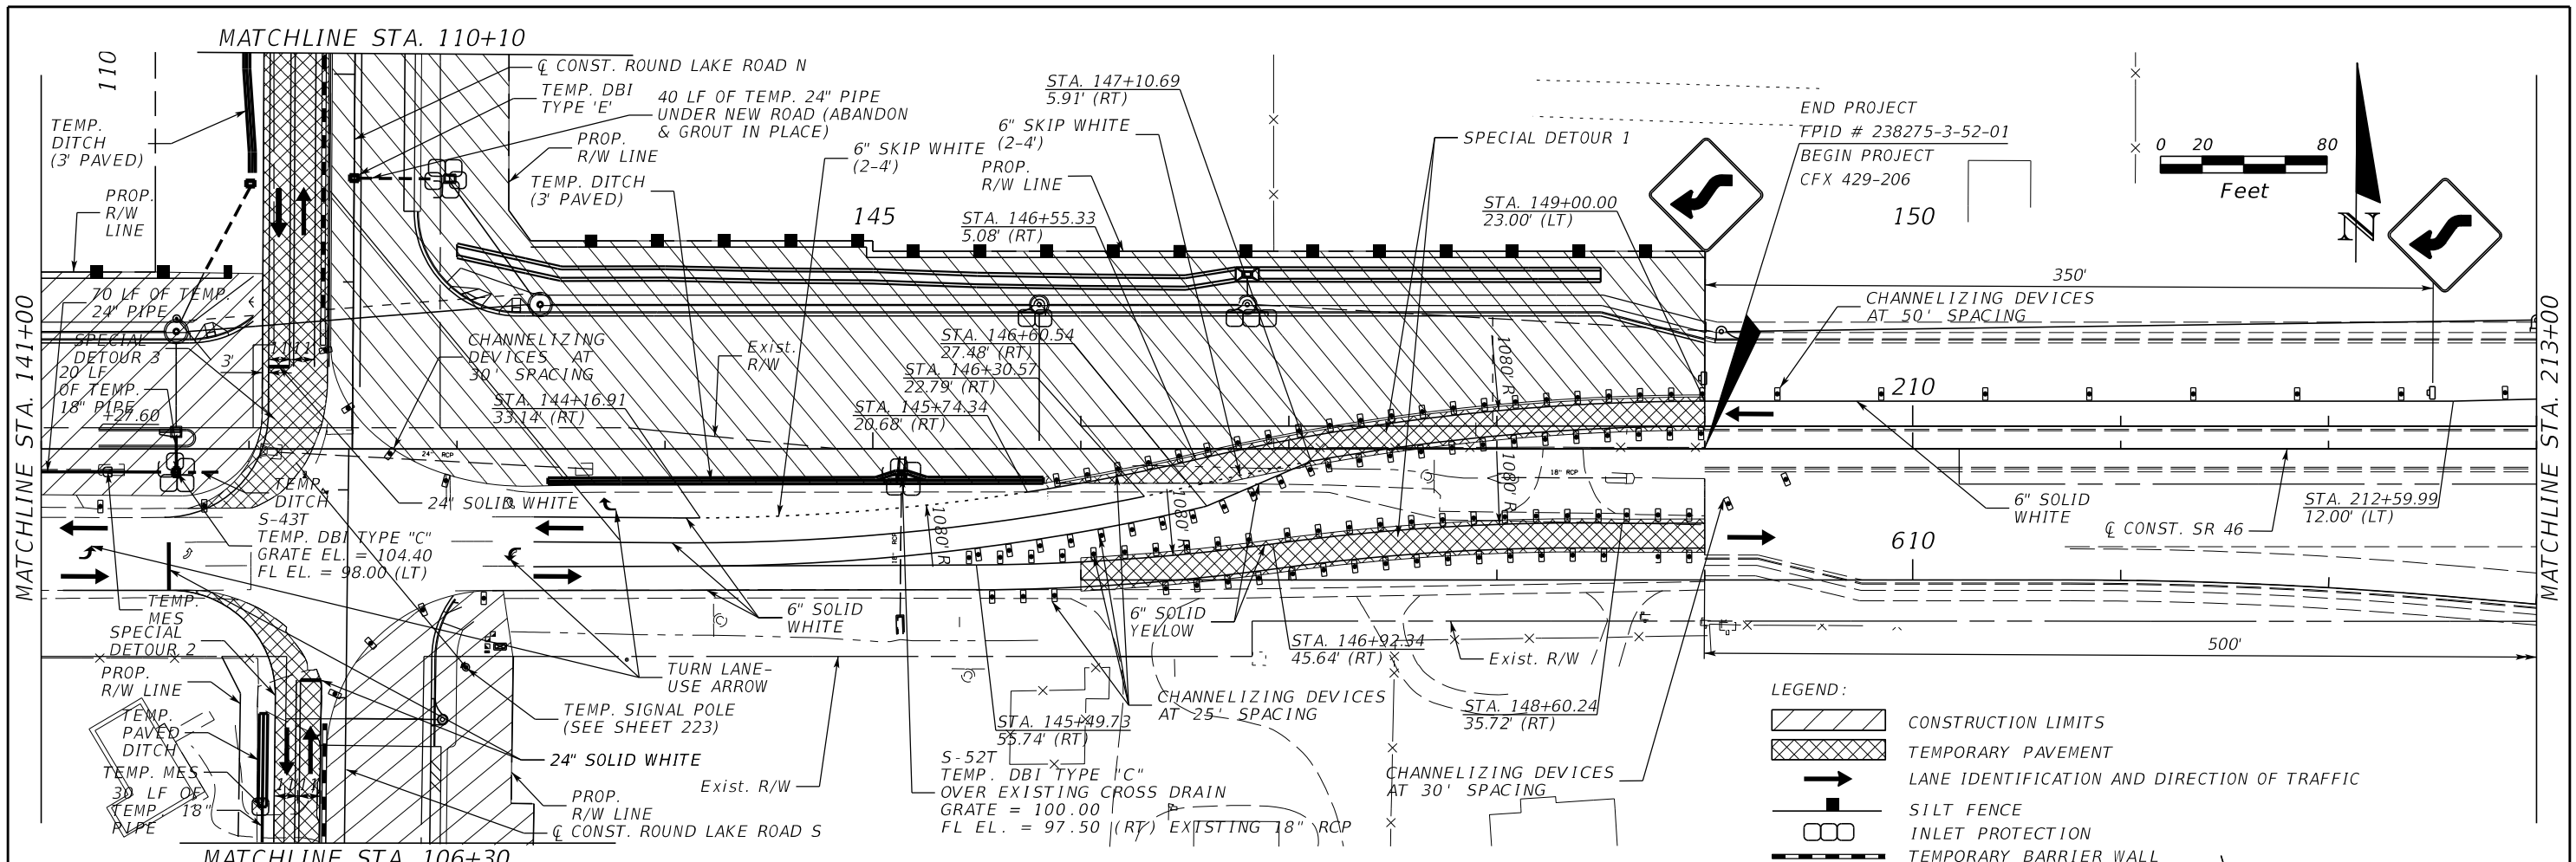 MATCHLINE STA. 110+10
110
℄ CONST. ROUND LAKE ROAD N
TEMP. DBI
TYPE 'E'
40 LF OF TEMP. 24" PIPE
UNDER NEW ROAD (ABANDON
& GROUT IN PLACE)
PROP.
R/W LINE
TEMP.
DITCH
(3' PAVED)
PROP.
R/W
LINE
TEMP. DITCH
(3' PAVED)
6" SKIP WHITE
(2-4')
145
STA. 147+10.69
5.91' (RT)
6" SKIP WHITE
(2-4')
PROP.
R/W LINE
STA. 146+55.33
5.08' (RT)
SPECIAL DETOUR 1
STA. 149+00.00
23.00' (LT)
END PROJECT
FPID # 238275-3-52-01
BEGIN PROJECT
CFX 429-206
150
0 20 80
Feet
N
350'
CHANNELIZING DEVICES
AT 50' SPACING
MATCHLINE STA. 141+00
MATCHLINE STA. 213+00
70 LF OF TEMP.
24" PIPE
SPECIAL
DETOUR 3
20 LF
OF TEMP.
18" PIPE
+27.60
3'
11'
11'
CHANNELIZING
DEVICES AT
30' SPACING
Exist.
R/W
STA. 144+16.91
33.14' (RT)
STA. 146+60.54
27.48' (RT)
STA. 146+30.57
22.79' (RT)
STA. 145+74.34
20.68' (RT)
1080' R
1080' R
1080' R
1080' R
210
24" RCP
18" RCP
24" SOLID WHITE
TEMP.
DITCH
S-43T
TEMP. DBI TYPE "C"
GRATE EL. = 104.40
FL EL. = 98.00 (LT)
6" SOLID
WHITE
STA. 212+59.99
12.00' (LT)
℄ CONST. SR 46
610
TEMP.
MES
SPECIAL
DETOUR 2
PROP.
R/W LINE
TEMP.
PAVED
DITCH
TEMP. MES
30 LF OF
TEMP. 18"
PIPE
11'
11'
6" SOLID
WHITE
TURN LANE-
USE ARROW
TEMP. SIGNAL POLE
(SEE SHEET 223)
24" SOLID WHITE
PROP.
R/W LINE
℄ CONST. ROUND LAKE ROAD S
Exist. R/W
6" SOLID
YELLOW
STA. 146+92.34
45.64' (RT)
Exist. R/W
500'
CHANNELIZING DEVICES
AT 25' SPACING
STA. 145+49.73
55.74' (RT)
STA. 148+60.24
35.72' (RT)
S-52T
TEMP. DBI TYPE "C"
OVER EXISTING CROSS DRAIN
GRATE = 100.00
FL EL. = 97.50 (RT) EXISTING 18" RCP
CHANNELIZING DEVICES
AT 30' SPACING
LEGEND:
CONSTRUCTION LIMITS
TEMPORARY PAVEMENT
LANE IDENTIFICATION AND DIRECTION OF TRAFFIC
SILT FENCE
INLET PROTECTION
TEMPORARY BARRIER WALL
MATCHLINE STA. 106+30